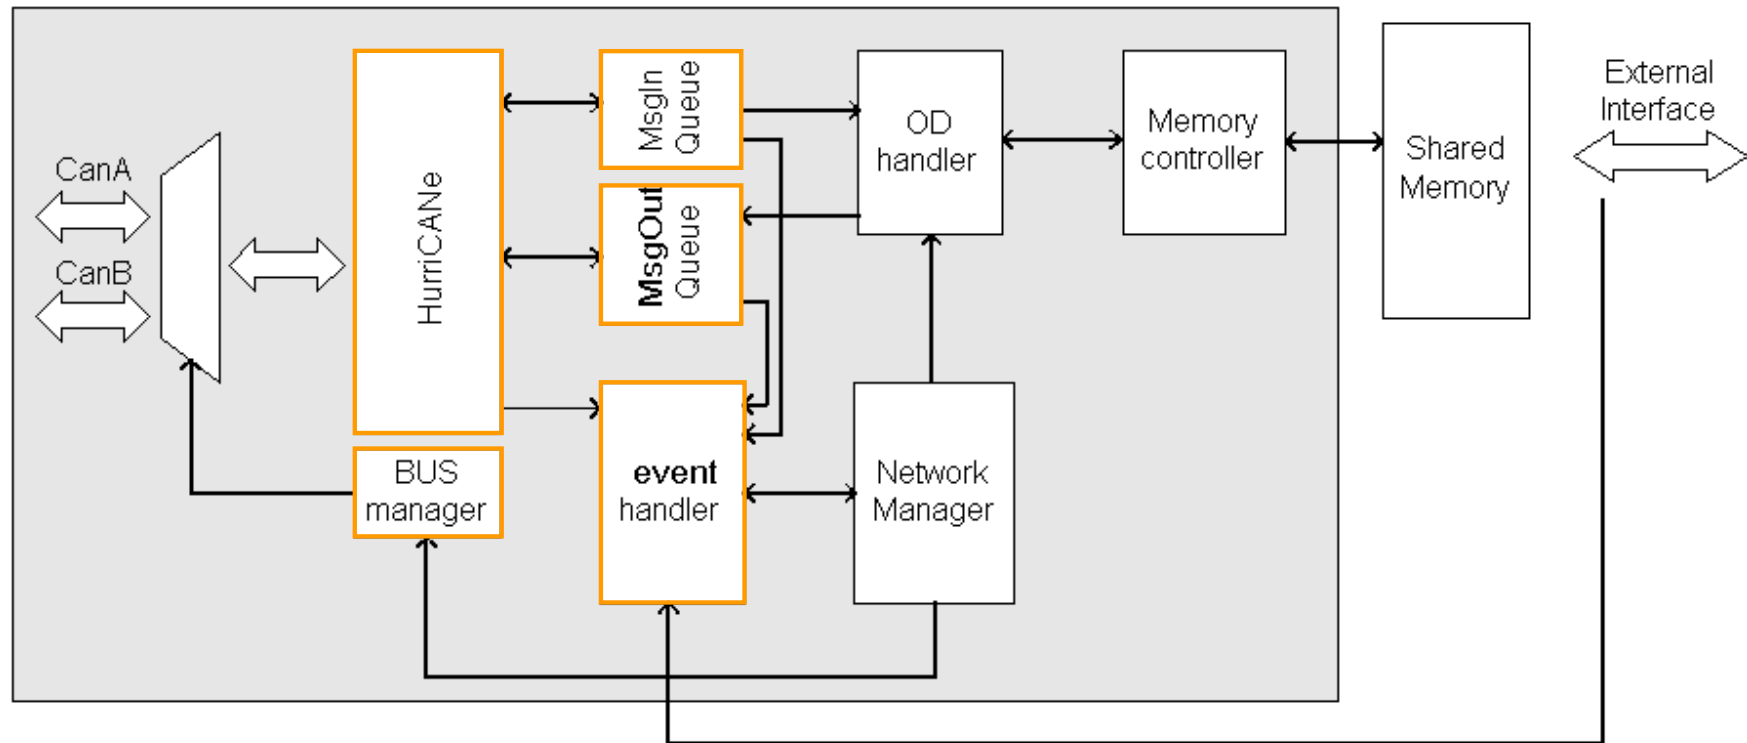 CanA
CanB
HurriCANe
BUS
manager
MsgIn
Queue
MsgOut
Queue
event
handler
OD
handler
Network
Manager
Memory
controller
Shared
Memory
External
Interface